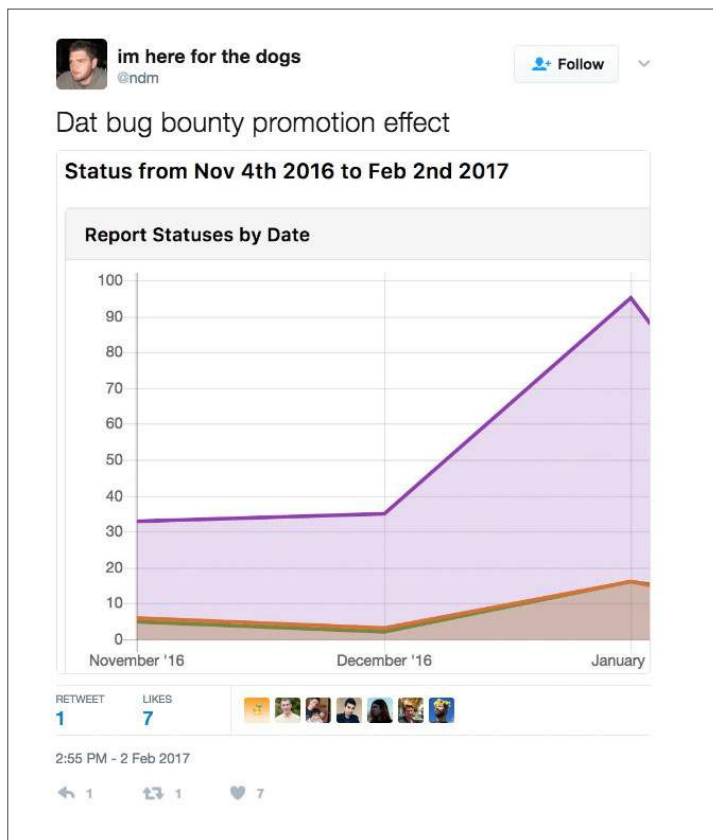 im here for the dogs
@ndm
Follow
Dat bug bounty promotion effect
Status from Nov 4th 2016 to Feb 2nd 2017
Report Statuses by Date
100
90
80
70
60
50
40
30
20
10
0
November '16 December '16 January
RETWEET LIKES
1 7
2:55 PM - 2 Feb 2017
1 1 7